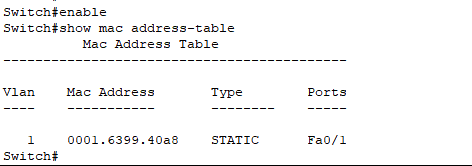 Switch#enable
Switch#show mac address-table
Mac Address Table
-------------------------------------------
Vlan Mac Address Type Ports
---- ----------- -------- -----
1 0001.6399.40a8 STATIC Fa0/1
Switch#